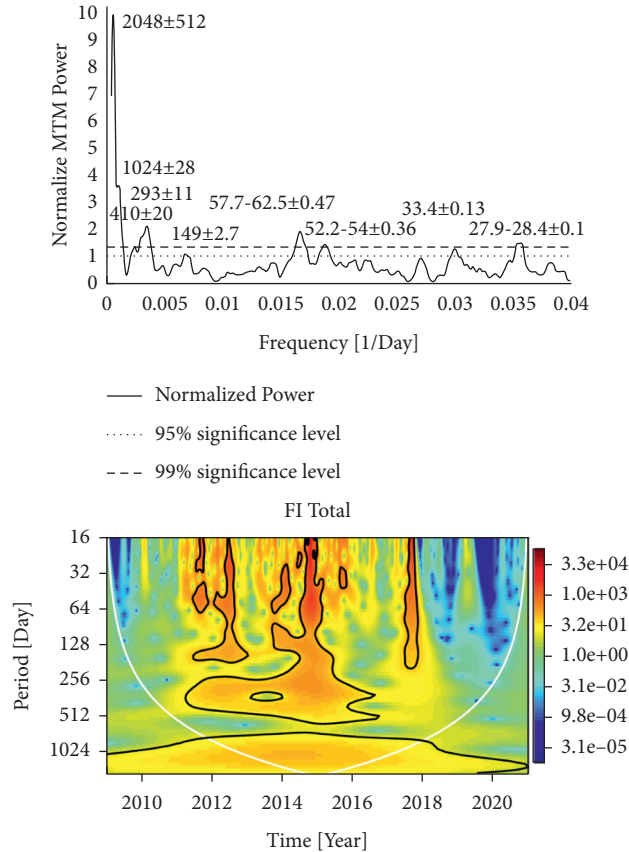 10
9
8
7
6
5
4
3
2
1
0
Normalize MTM Power
2048±512
1024±28
293±11
410±20
149±2.7
57.7-62.5±0.47
52.2-54±0.36
33.4±0.13
27.9-28.4±0.1
0 0.005 0.01 0.015 0.02 0.025 0.03 0.035 0.04
Frequency [1/Day]
Normalized Power
95% significance level
99% significance level
FI Total
16
32
64
128
256
512
1024
Period [Day]
3.3e+04
1.0e+03
3.2e+01
1.0e+00
3.1e−02
9.8e−04
3.1e−05
2010 2012 2014 2016 2018 2020
Time [Year]